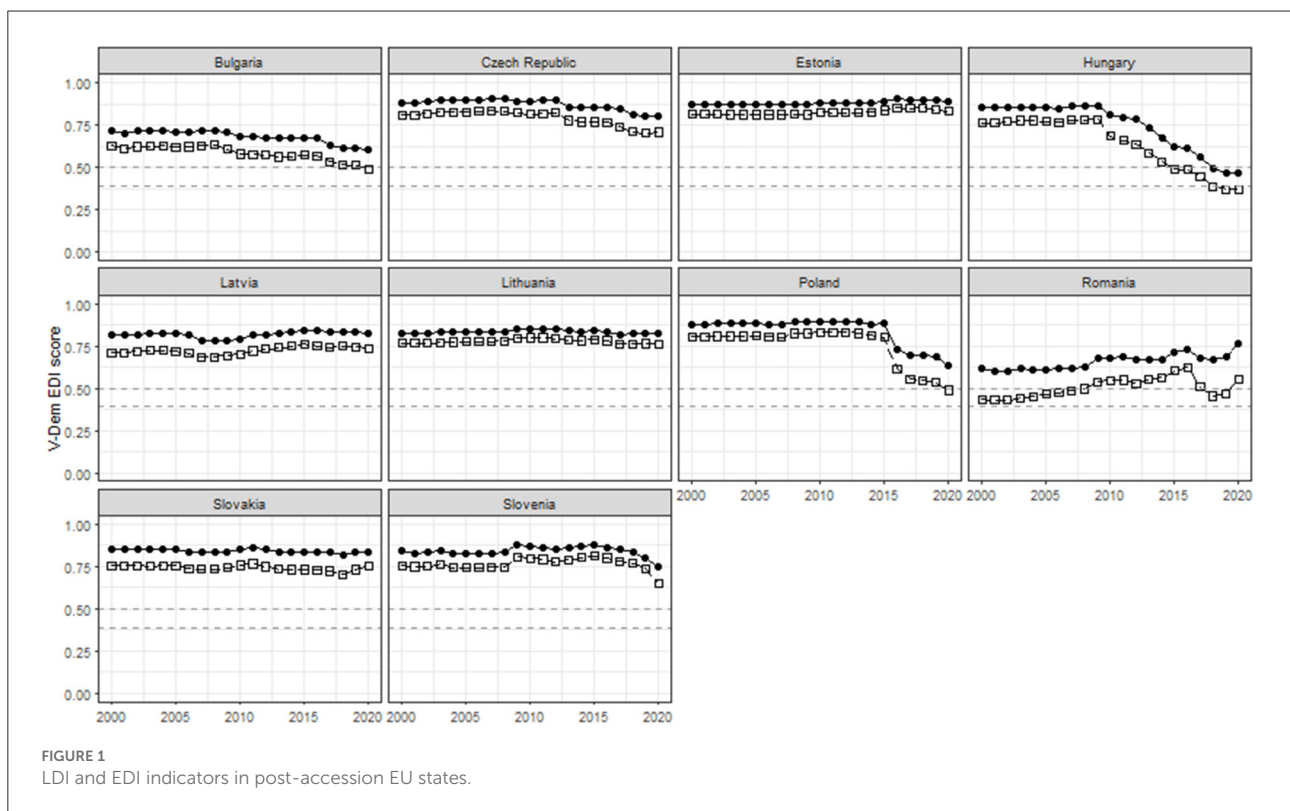 Bulgaria
Czech Republic
Estonia
Hungary
1.00
0.75
0.50
0.25
0.00
Latvia
Lithuania
Poland
Romania
1.00
0.75
0.50
0.25
0.00
V-Dem EDI score
2000 2005 2010 2015 2020
2000 2005 2010 2015 2020
Slovakia
Slovenia
1.00
0.75
0.50
0.25
0.00
2000 2005 2010 2015 2020
2000 2005 2010 2015 2020
FIGURE 1
LDI and EDI indicators in post-accession EU states.